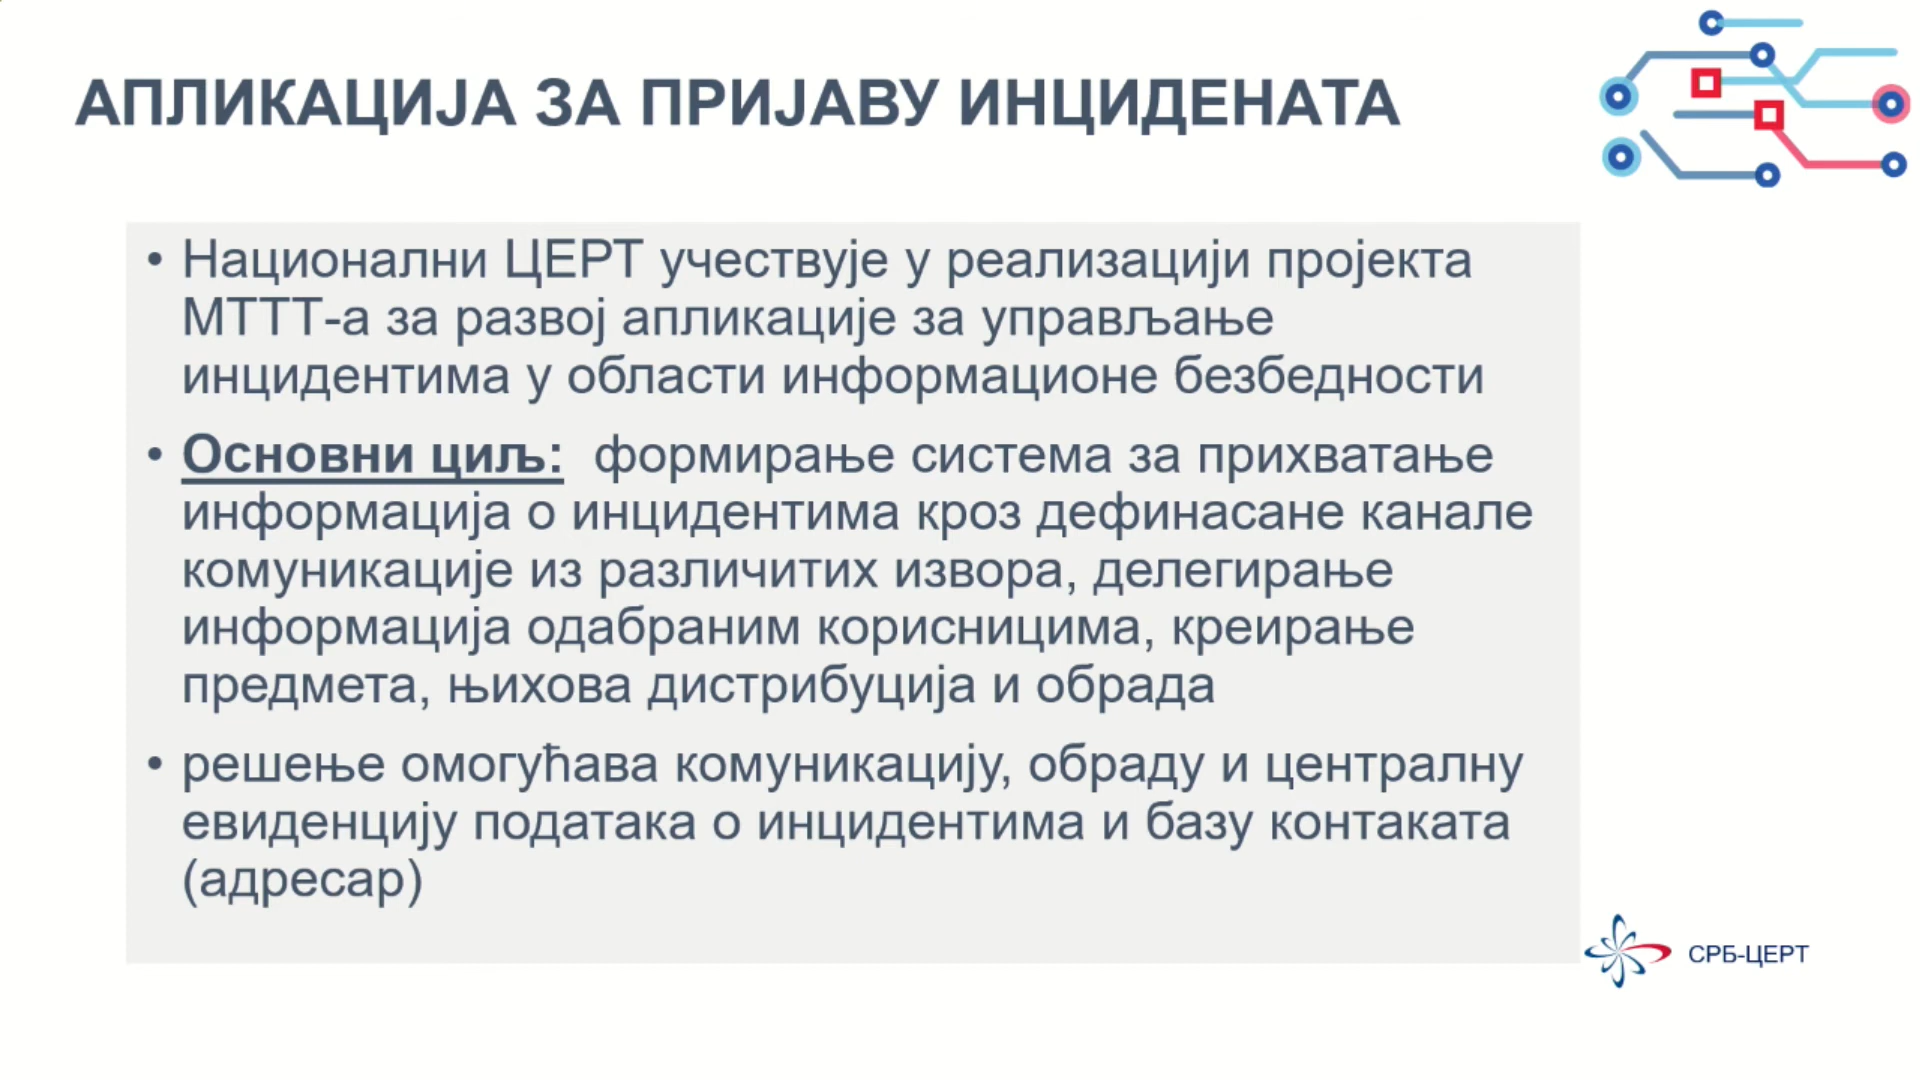 АПЛИКАЦИЈА ЗА ПРИЈАВУ ИНЦИДЕНАТА
• Национални ЦЕРТ учествује у реализацији пројекта
МТТТ-а за развој апликације за управљање
инцидентима у области информационе безбедности
• Основни циљ: формирање система за прихватање
информација о инцидентима кроз дефинасане канале
комуникације из различитих извора, делегирање
информација одабраним корисницима, креирање
предмета, њихова дистрибуција и обрада
• решење омогућава комуникацију, обраду и централну
евиденцију података о инцидентима и базу контаката
(адресар)
СРБ-ЦЕРТ